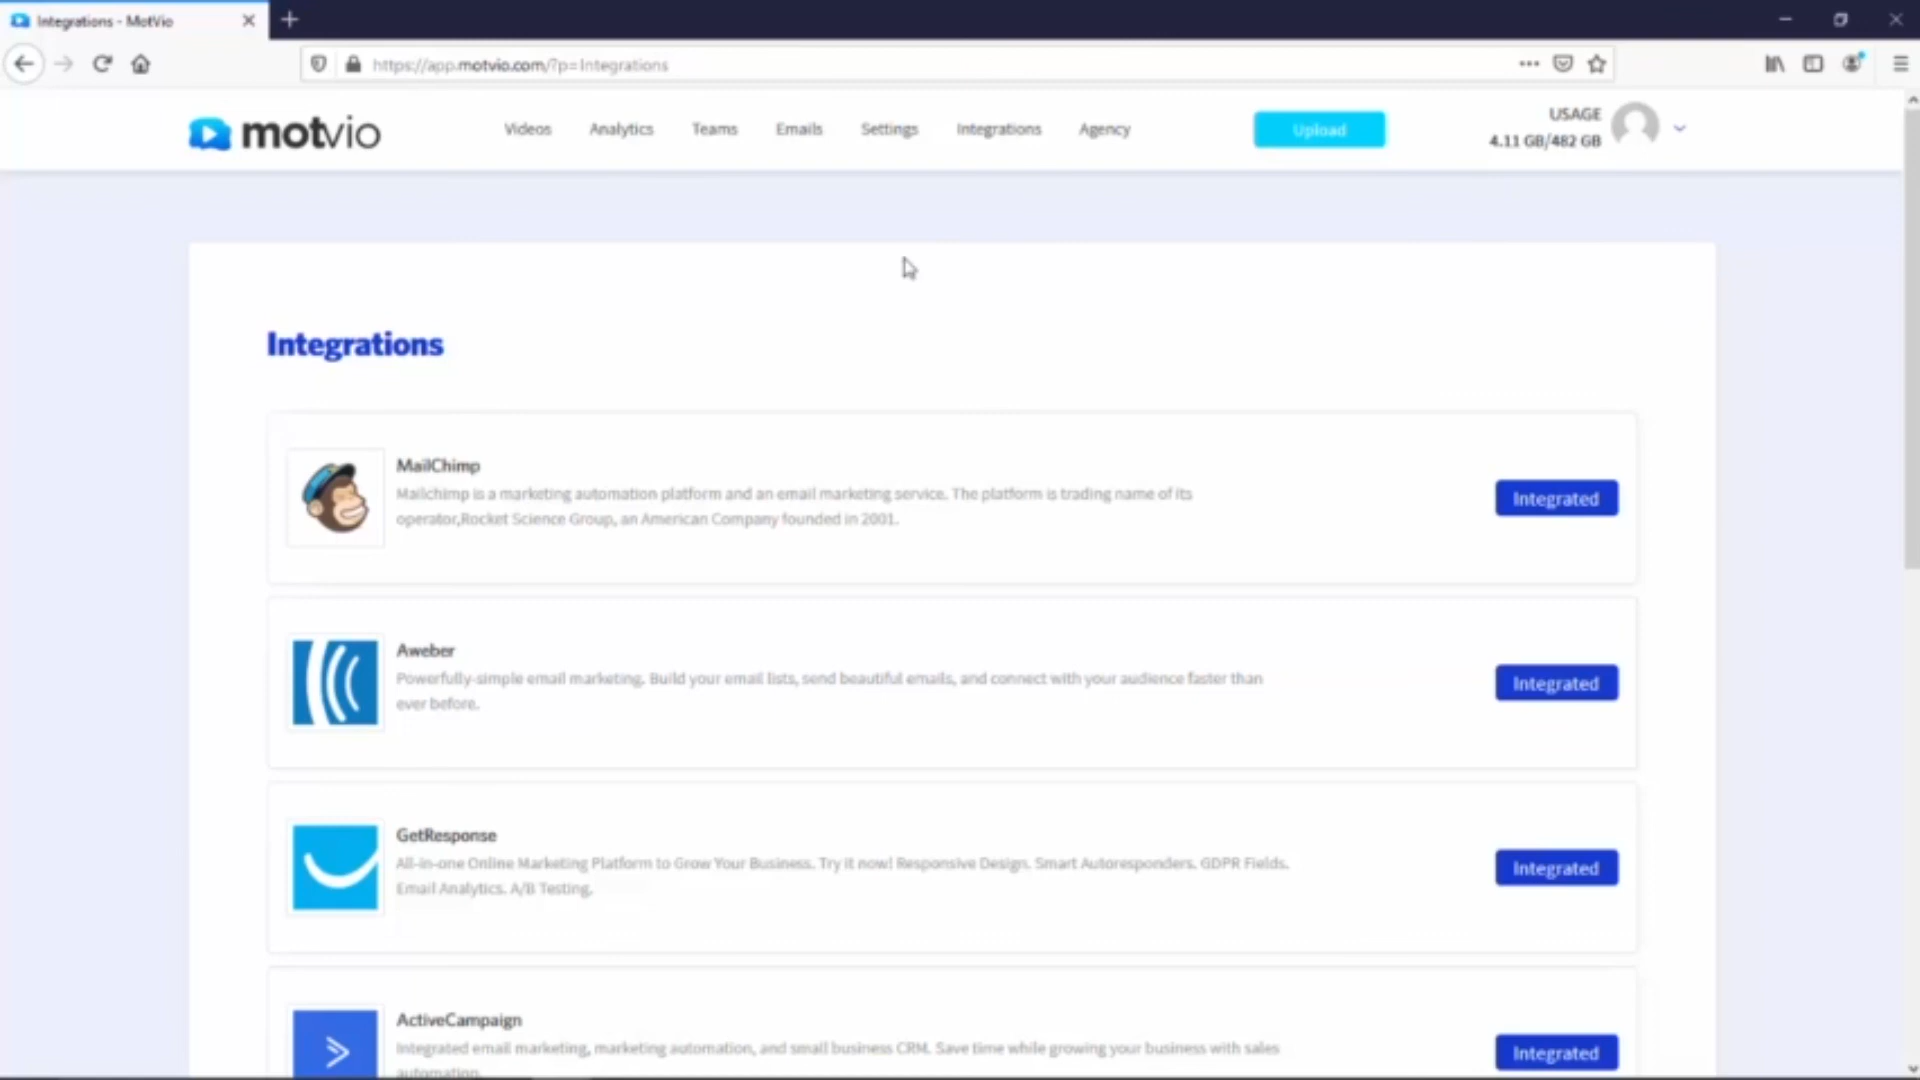 Integrations - MotVio
https://app.motvio.com/?p=Integrations
motvio
Videos
Analytics
Teams
Emails
Settings
Integrations
Agency
Upload
USAGE
4.11 GB/482 GB
Integrations
MailChimp
Mailchimp is a marketing automation platform and an email marketing service. The platform is trading name of its
operator,Rocket Science Group, an American Company founded in 2001.
Integrated
Aweber
Powerfully-simple email marketing. Build your email lists, send beautiful emails, and connect with your audience faster than
ever before.
Integrated
GetResponse
All-in-one Online Marketing Platform to Grow Your Business. Try it now! Responsive Design. Smart Autoresponders. GDPR Fields.
Email Analytics. A/B Testing.
Integrated
ActiveCampaign
Integrated email marketing, marketing automation, and small business CRM. Save time while growing your business with sales
automation.
Integrated